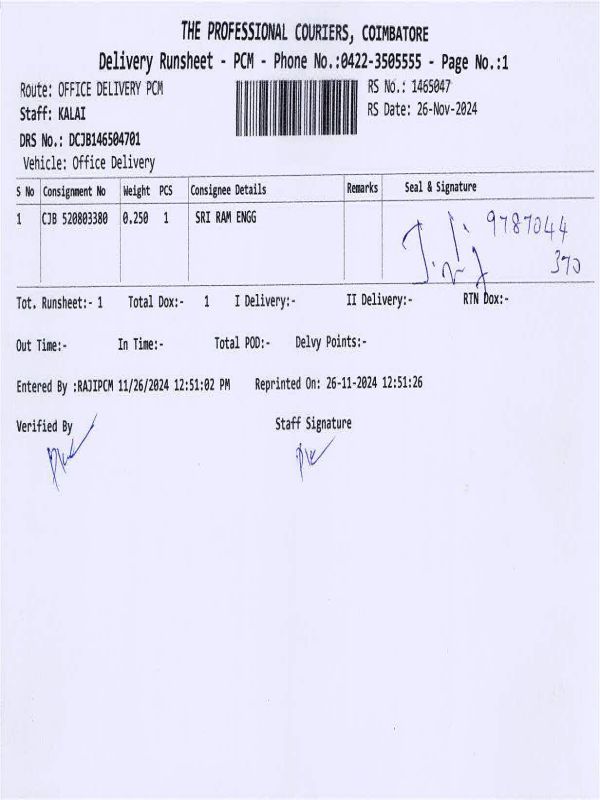 THE PROFESSIONAL COURIERS, COIMBATORE
Delivery Runsheet - PCM - Phone No.:0422-3505555 - Page No.:1
Route: OFFICE DELIVERY PCM RS No.: 1465047
Staff: KALAI RS Date: 26-Nov-2024
DRS No.: DCJB146504701
Vehicle: Office Delivery
S No Consignment No Weight PCS Consignee Details Remarks Seal & Signature
1 CJB 520803380 0.250 1 SRI RAM ENGG 9787044
370
Tot. Runsheet:- 1 Total Dox:- 1 I Delivery:- II Delivery:- RTN Dox:-
Out Time:- In Time:- Total POD:- Delvy Points:-
Entered By :RAJIPCM 11/26/2024 12:51:02 PM Reprinted On: 26-11-2024 12:51:26
Verified By Staff Signature